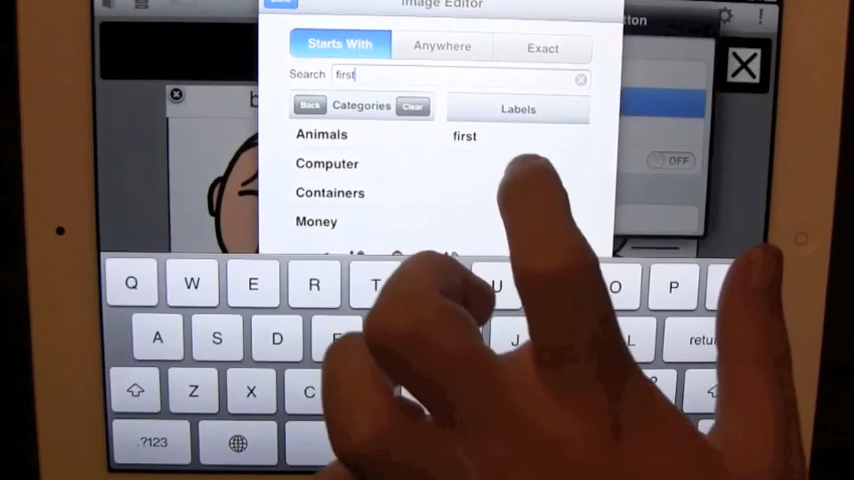 Image Editor
Starts With Anywhere Exact
Search first
Back Categories Clear Labels
Animals first
Computer
Containers
Money
OFF
Q W E R T U O P
A S D J L retu
Z X C
.?123